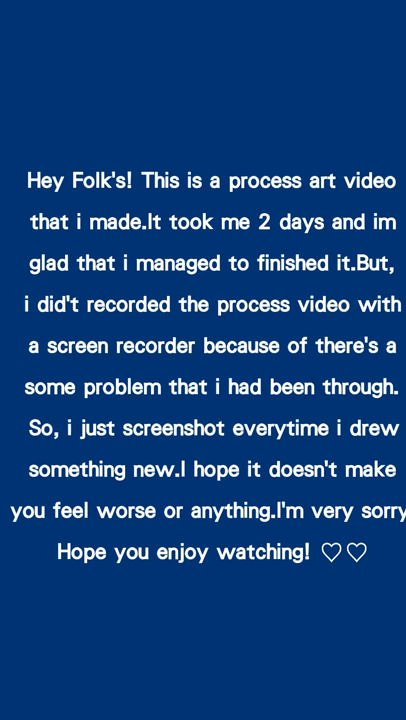 Hey Folk's! This is a process art video
that i made.It took me 2 days and im
glad that i managed to finished it.But,
i did't recorded the process video with
a screen recorder because of there's a
some problem that i had been through.
So, i just screenshot everytime i drew
something new.I hope it doesn't make
you feel worse or anything.I'm very sorry
Hope you enjoy watching! ♡♡